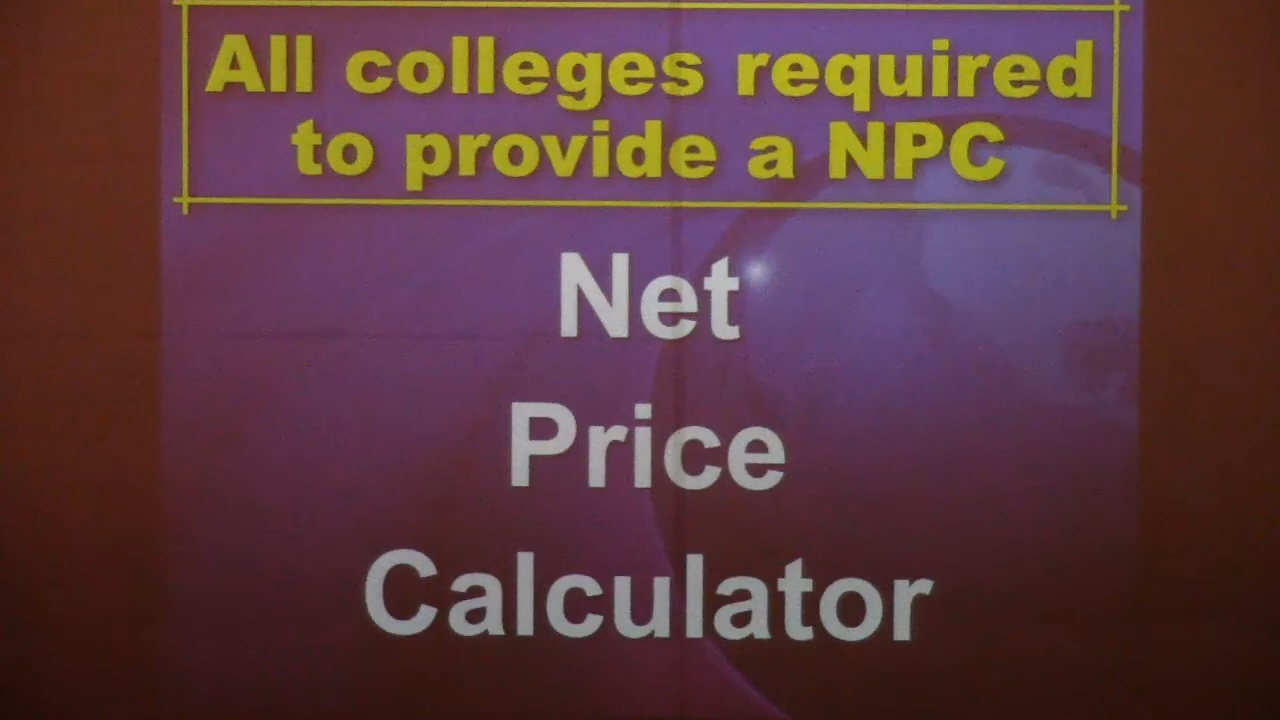 All colleges required
to provide a NPC
Net
Price
Calculator